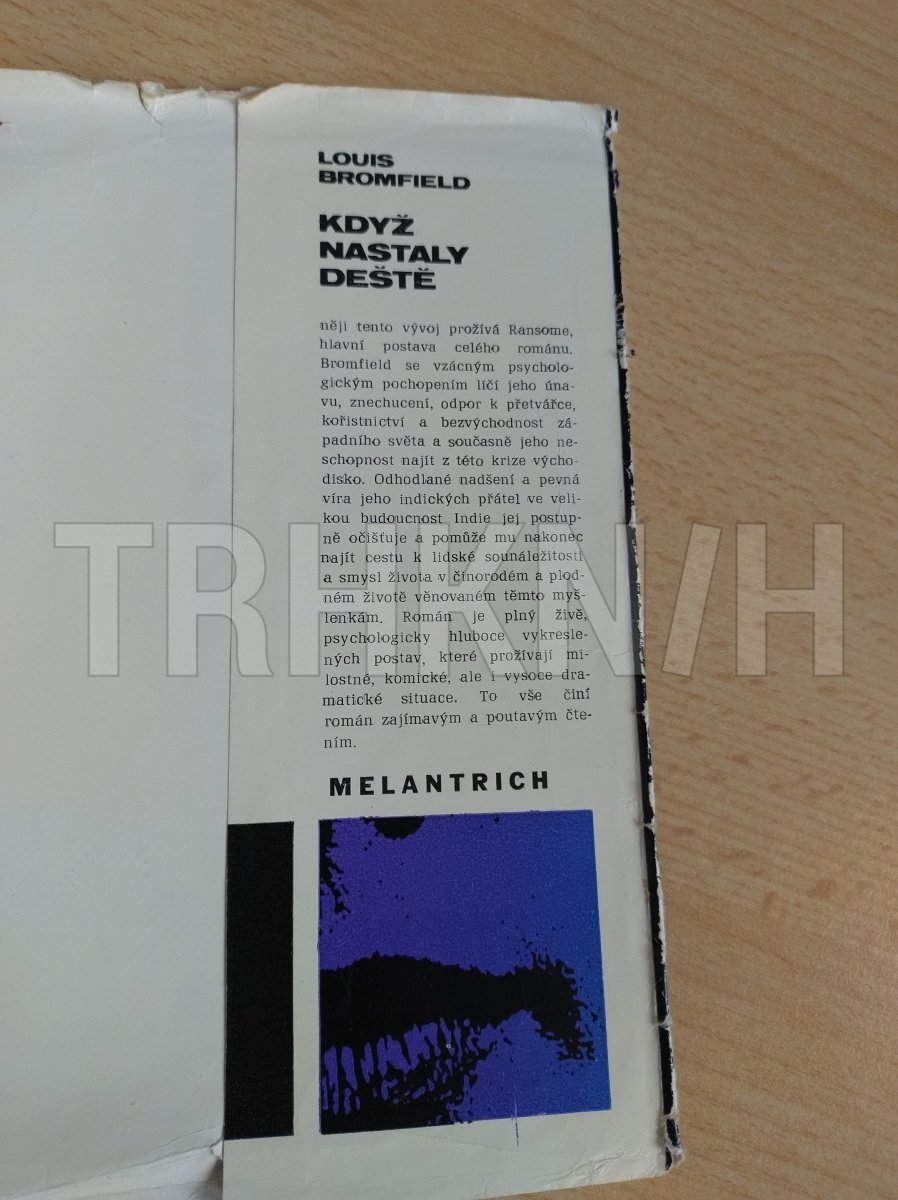 LOUIS
BROMFIELD
KDYŽ
NASTALY
DEŠTĚ
něji tento vývoj prožívá Ransome,
hlavní postava celého románu.
Bromfield se vzácným psycholo-
gickým pochopením líčí jeho úna-
vu, znechucení, odpor k přetvářce,
kořistnictví a bezvýchodnost zá-
padního světa a současně jeho ne-
schopnost najít z této krize výcho-
disko. Odhodlané nadšení a pevná
víra jeho indických přátel ve veli-
kou budoucnost Indie jej postup-
ně očišťuje a pomůže mu nakonec
najít cestu k lidské sounáležitosti
a smysl života v činorodém a plod-
ném životě věnovaném těmto myš-
lenkám. Román je plný živě,
psychologicky hluboce vykresle-
ných postav, které prožívají mi-
lostné, komické, ale i vysoce dra-
matické situace. To vše činí
román zajímavým a poutavým čte-
ním.
MELANTRICH
TRHKNIH